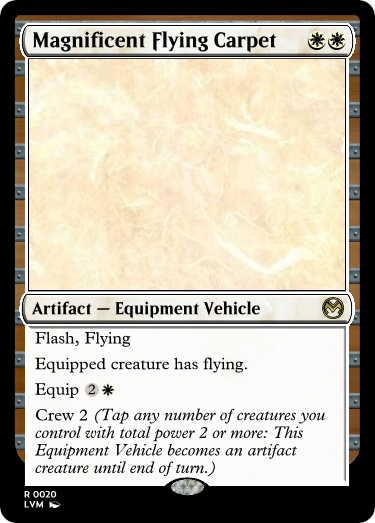 Magnificent Flying Carpet
Artifact — Equipment Vehicle
Flash, Flying
Equipped creature has flying.
Equip 2
Crew 2 (Tap any number of creatures you
control with total power 2 or more: This
Equipment Vehicle becomes an artifact
creature until end of turn.)
R 0020
LVM